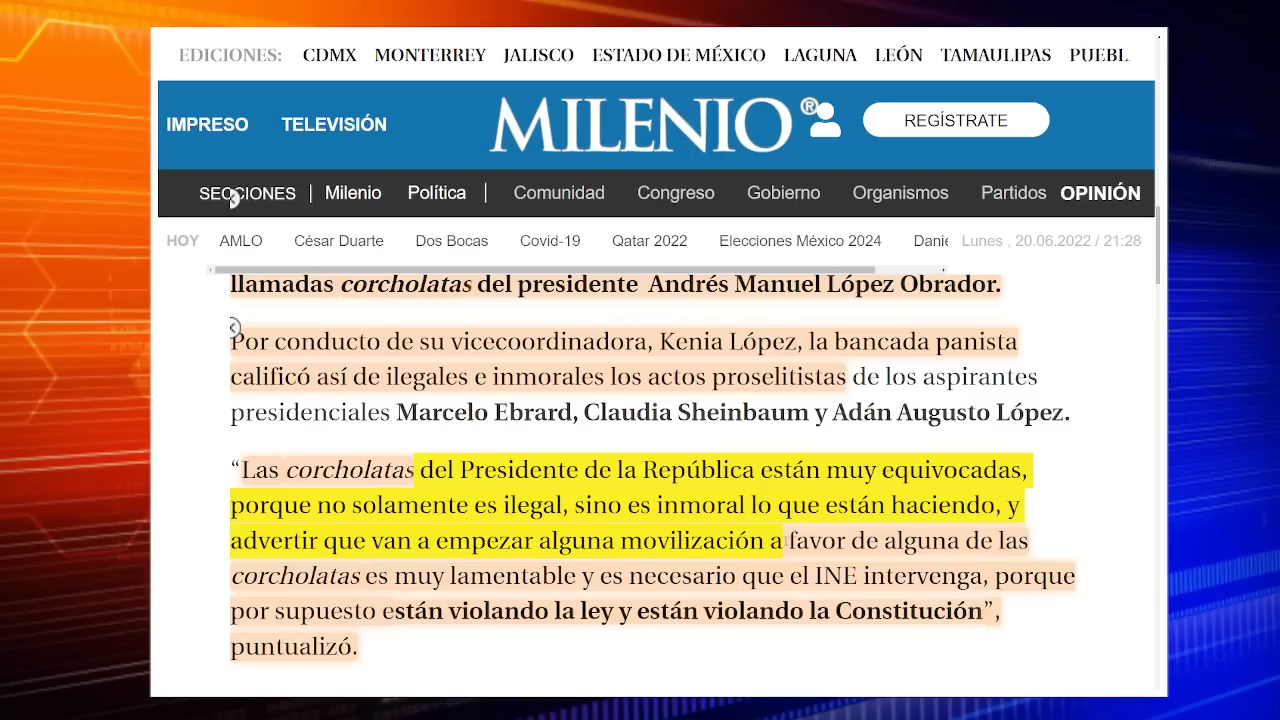 EDICIONES: CDMX MONTERREY JALISCO ESTADO DE MÉXICO LAGUNA LEÓN TAMAULIPAS PUEBL
IMPRESO TELEVISIÓN MILENIO® REGÍSTRATE
SECCIONES | Milenio Política | Comunidad Congreso Gobierno Organismos Partidos OPINIÓN
HOY AMLO César Duarte Dos Bocas Covid-19 Qatar 2022 Elecciones México 2024 Danie Lunes , 20.06.2022 / 21:28
llamadas corcholatas del presidente Andrés Manuel López Obrador.
Por conducto de su vicecoordinadora, Kenia López, la bancada panista
calificó así de ilegales e inmorales los actos proselitistas de los aspirantes
presidenciales Marcelo Ebrard, Claudia Sheinbaum y Adán Augusto López.
“Las corcholatas del Presidente de la República están muy equivocadas,
porque no solamente es ilegal, sino es inmoral lo que están haciendo, y
advertir que van a empezar alguna movilización a favor de alguna de las
corcholatas es muy lamentable y es necesario que el INE intervenga, porque
por supuesto están violando la ley y están violando la Constitución”,
puntualizó.